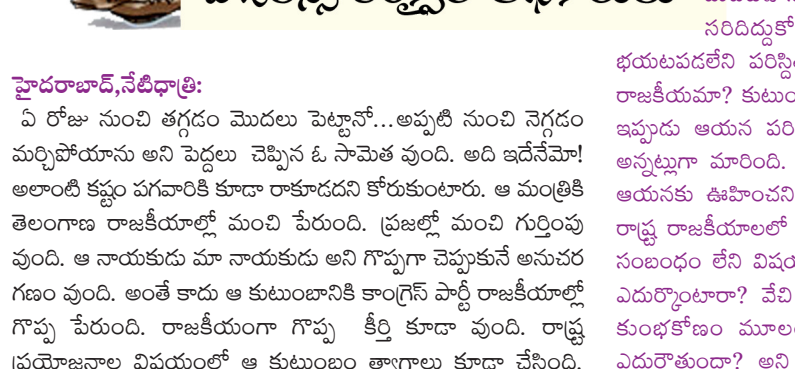 హైదరాబాద్,నేటిధాత్రి:
ఏ రోజు నుంచి తగ్గడం మొదలు పెట్టానో...అప్పటి నుంచి నెగ్గడం
మర్చిపోయాను అని పెద్దలు చెప్పిన ఓ సామెత వుంది. అది ఇదేనేమో!
అలాంటి కష్టం పగవారికి కూడా రాకూడదని కోరుకుంటారు. ఆ మంత్రికి
తెలంగాణ రాజకీయాల్లో మంచి పేరుంది. ప్రజల్లో మంచి గుర్తింపు
వుంది. ఆ నాయకుడు మా నాయకుడు అని గొప్పగా చెప్పుకునే అనుచర
గణం వుంది. అంతే కాదు ఆ కుటుంబానికి కాంగ్రెస్ పార్టీ రాజకీయాల్లో
గొప్ప పేరుంది. రాజకీయంగా గొప్ప కీర్తి కూడా వుంది. రాష్ట్ర
ప్రయోజనాల విషయంలో ఆ కుటుంబం త్యాగాలు కూడా చేసింది.
సరిదిద్దుకో
భయటపడలేని
రాజకీయమా?
ఇప్పుడు ఆయన పరి
అన్నట్లుగా మారింది.
ఆయనకు ఊహించని
రాష్ట్ర రాజకీయాలలో
సంబంధం లేని విషయ
ఎదుర్కొంటారా? వేచి
కుంభకోణం మూలం
ఎదురౌతుందా? అని